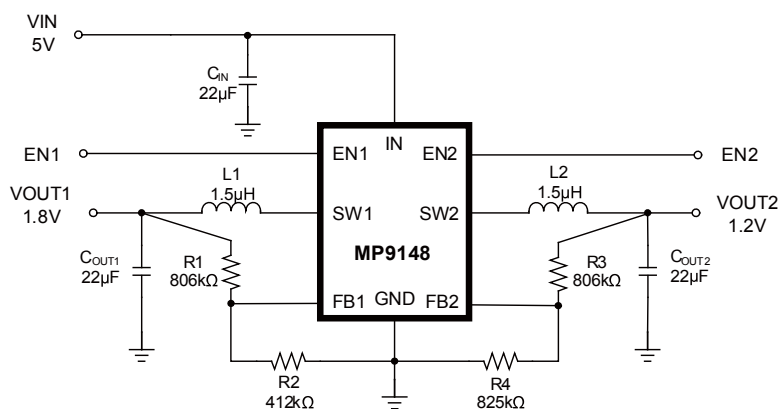 VIN
5V
CIN
22µF
IN
EN1
EN1
EN2
EN2
L1
1.5µH
L2
1.5µH
VOUT1
1.8V
SW1
SW2
VOUT2
1.2V
MP9148
COUT1
22µF
R1
806kΩ
R3
806kΩ
COUT2
22µF
FB1
GND
FB2
R2
412kΩ
R4
825kΩ